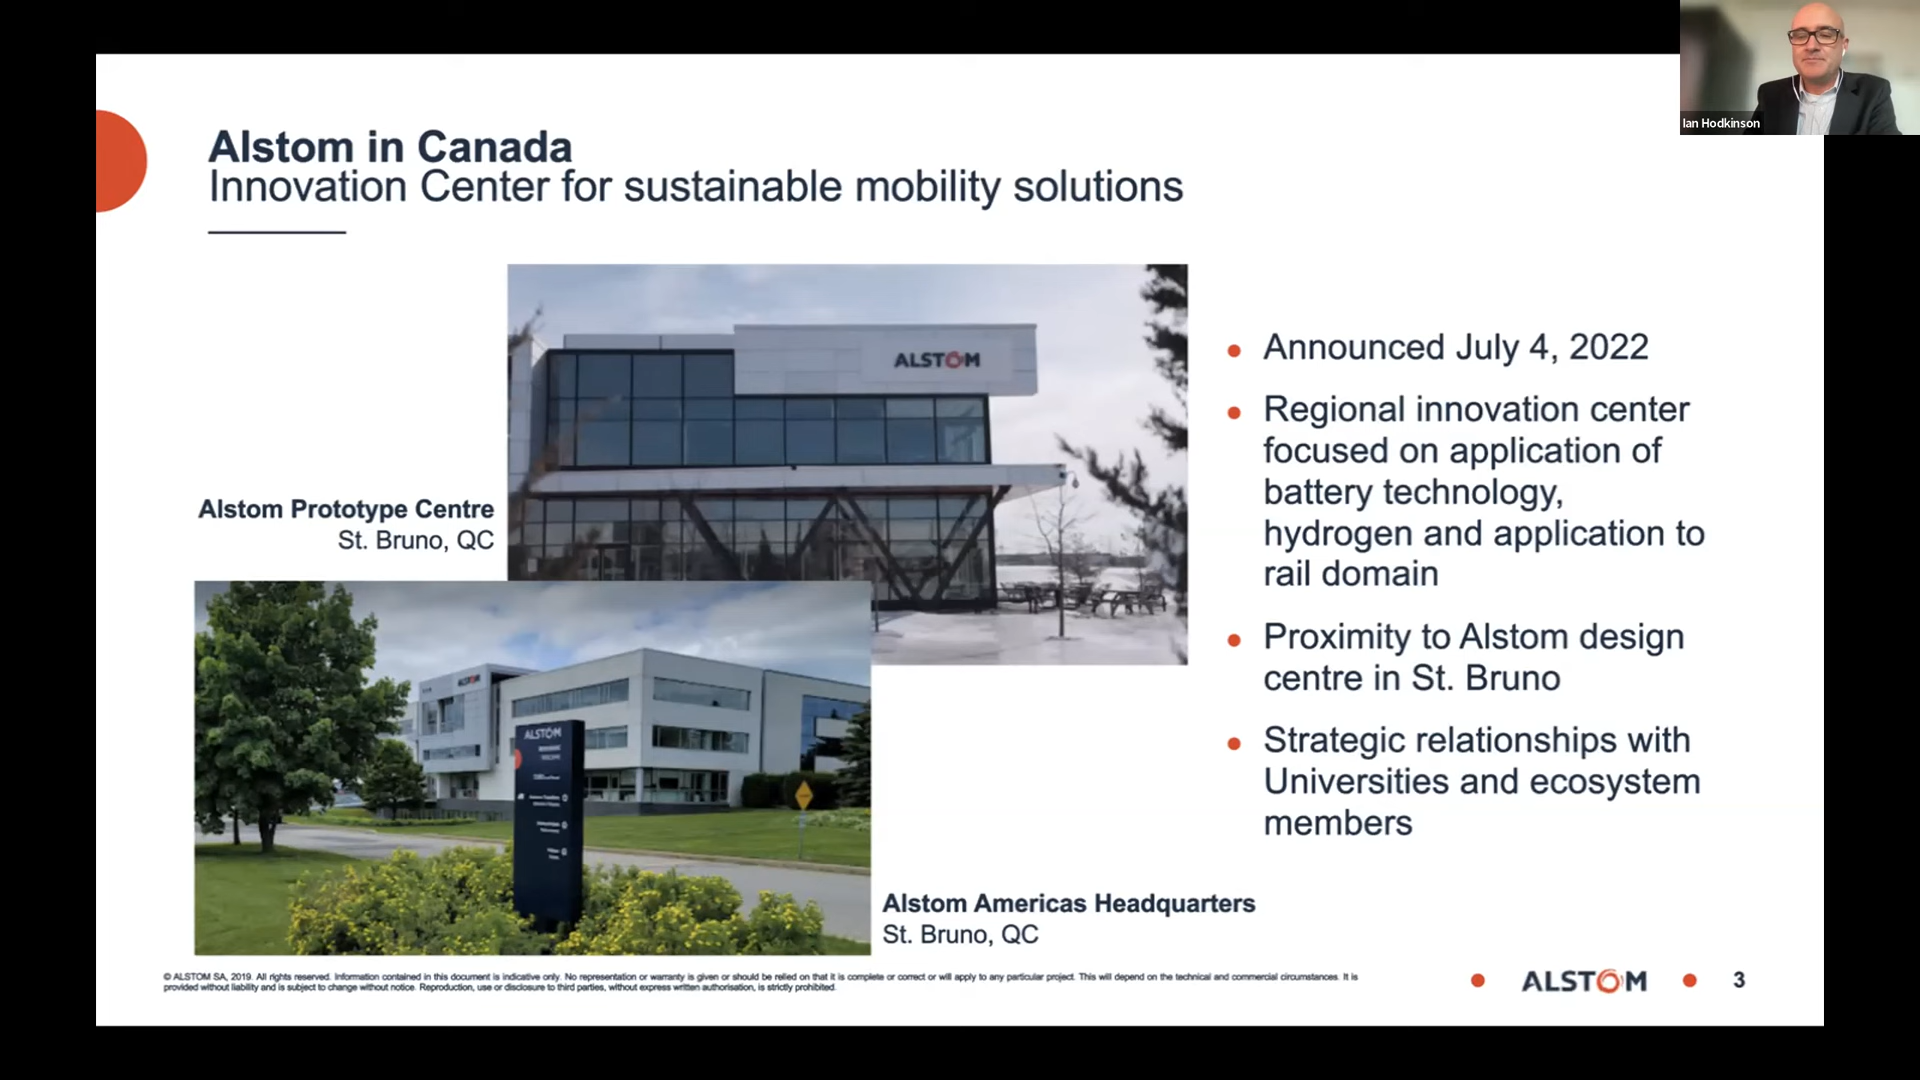 Ian Hodkinson
Alstom in Canada
Innovation Center for sustainable mobility solutions
ALSTOM
Alstom Prototype Centre
St. Bruno, QC
ALSTOM
ALSTOM
Alstom Americas Headquarters
St. Bruno, QC
• Announced July 4, 2022
• Regional innovation center
focused on application of
battery technology,
hydrogen and application to
rail domain
• Proximity to Alstom design
centre in St. Bruno
• Strategic relationships with
Universities and ecosystem
members
© ALSTOM SA, 2019. All rights reserved. Information contained in this document is indicative only. No representation or warranty is given or should be relied on that it is complete or correct or will apply to any particular project. This will depend on the technical and commercial circumstances. It is
provided without liability and is subject to change without notice. Reproduction, use or disclosure to third parties, without express written authorisation, is strictly prohibited.
ALSTOM
3